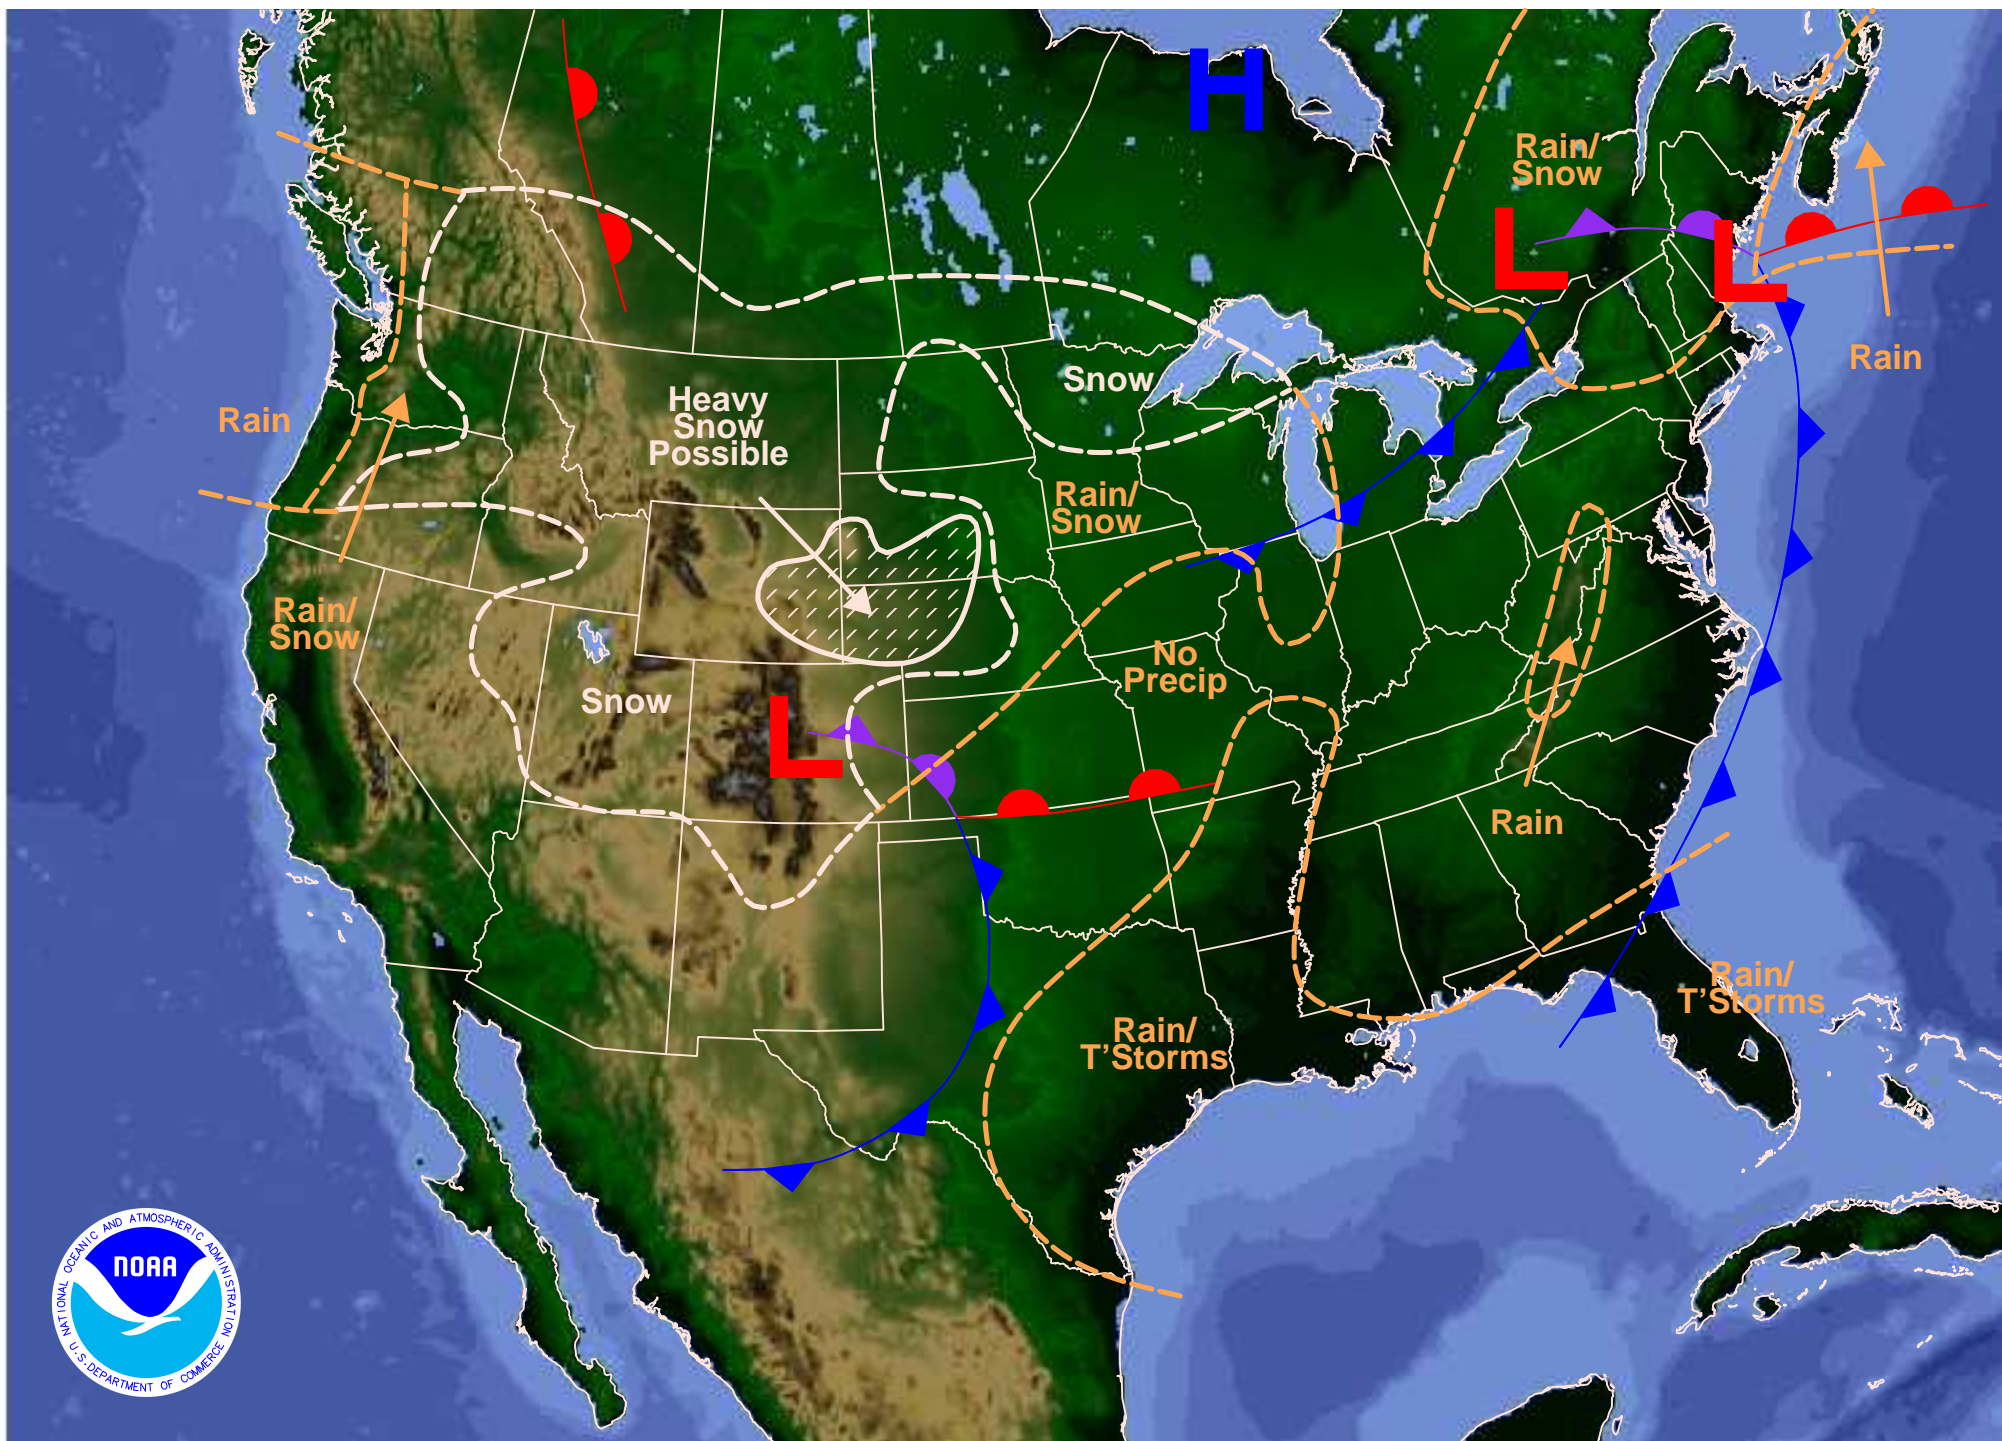 H
Rain/
Snow
L
L
Rain
Snow
Heavy
Snow
Possible
Rain
Rain/
Snow
Rain/
Snow
No
Precip
Snow
L
Rain
Rain/
T'Storms
Rain/
T'Storms
NATIONAL OCEANIC AND ATMOSPHERIC ADMINISTRATION
NOAA
U.S. DEPARTMENT OF COMMERCE